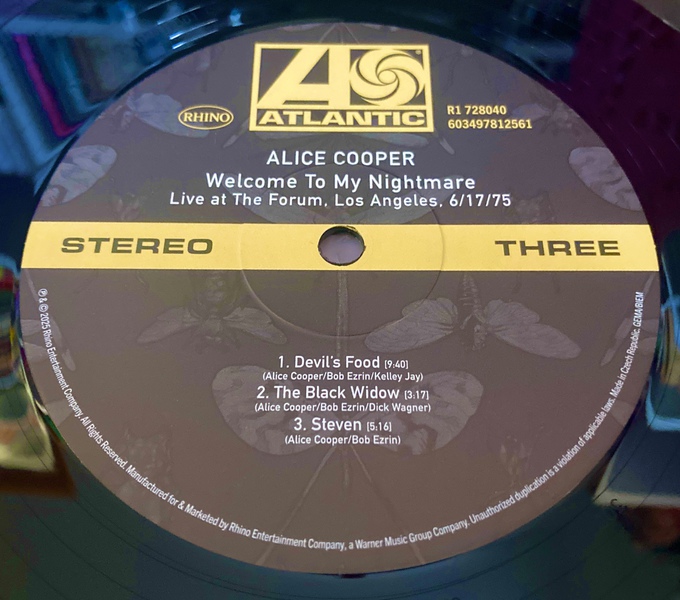 ATLANTIC
RHINO
R1 728040
603497812561
ALICE COOPER
Welcome To My Nightmare
Live at The Forum, Los Angeles, 6/17/75
STEREO
THREE
1. Devil's Food [9:40]
(Alice Cooper/Bob Ezrin/Kelley Jay)
2. The Black Widow [3:17]
(Alice Cooper/Bob Ezrin/Dick Wagner)
3. Steven [5:16]
(Alice Cooper/Bob Ezrin)
℗ & © 2025 Rhino Entertainment Company. All Rights Reserved. Manufactured for & Marketed by Rhino Entertainment Company, a Warner Music Group Company. Unauthorized duplication is a violation of applicable laws. Made in Czech Republic. GEMA/BIEM